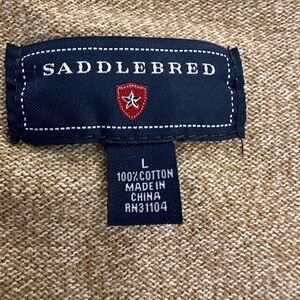 SADDLEBRED
L
100% COTTON
MADE IN
CHINA
RN31104